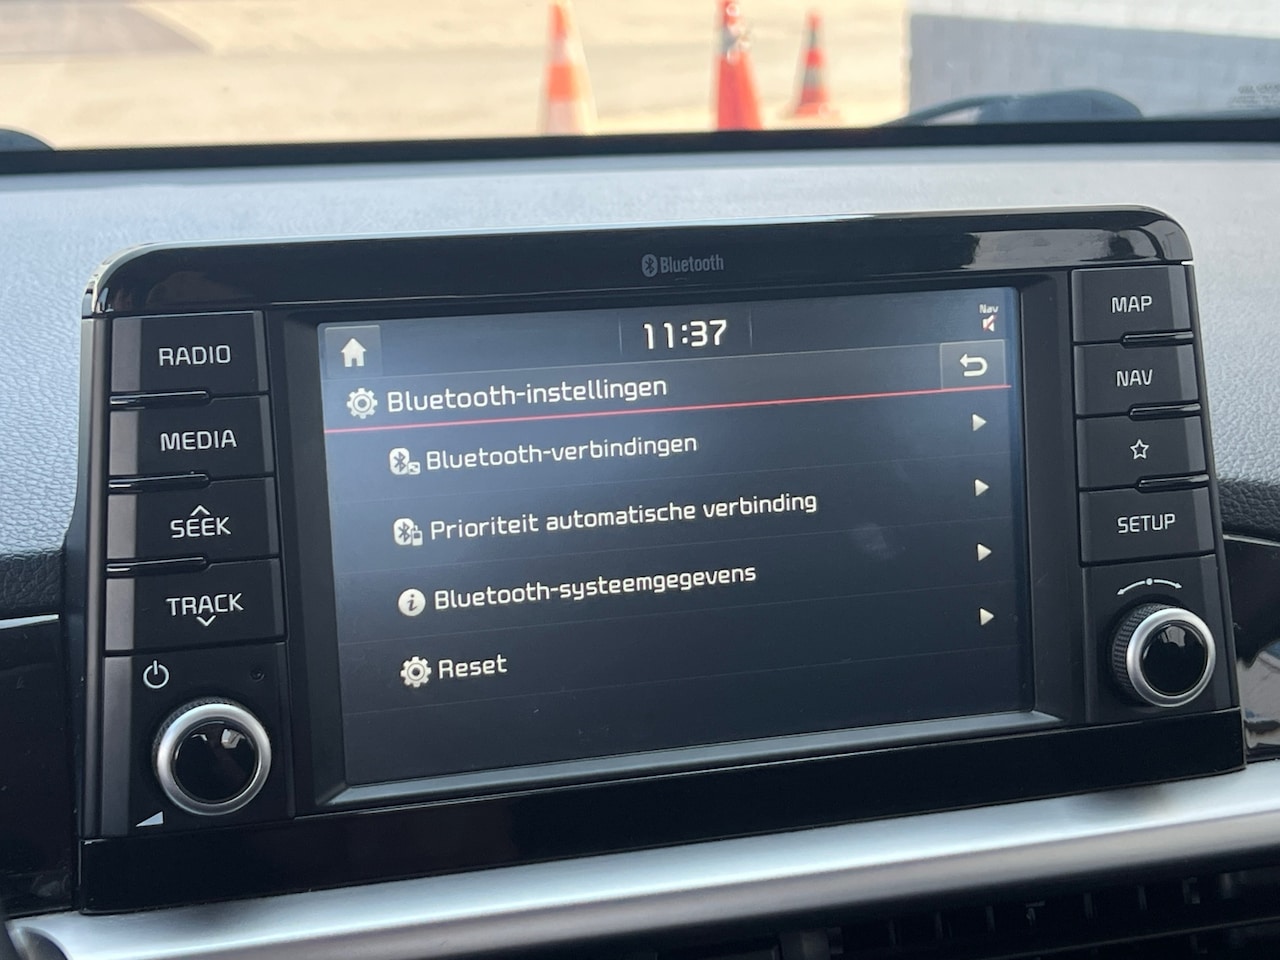 Bluetooth
RADIO
MEDIA
SEEK
TRACK
11:37
Nav
Bluetooth-instellingen
Bluetooth-verbindingen
Prioriteit automatische verbinding
Bluetooth-systeemgegevens
Reset
MAP
NAV
SETUP